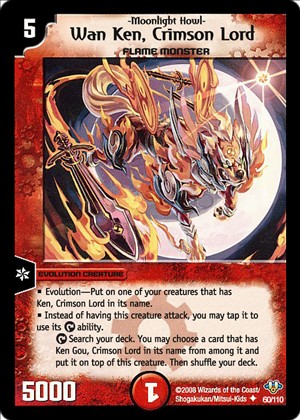 -Moonlight Howl-
5
Wan Ken, Crimson Lord
FLAME MONSTER
EVOLUTION CREATURE
▪ Evolution—Put on one of your creatures that has
Ken, Crimson Lord in its name.
▪ Instead of having this creature attack, you may tap it to
use its ability.
Search your deck. You may choose a card that has
Ken Gou, Crimson Lord in its name from among it and
put it on top of this creature. Then shuffle your deck.
5000
1
©2008 Wizards of the Coast/
Shogakukan/Mitsui-Kids
60/110